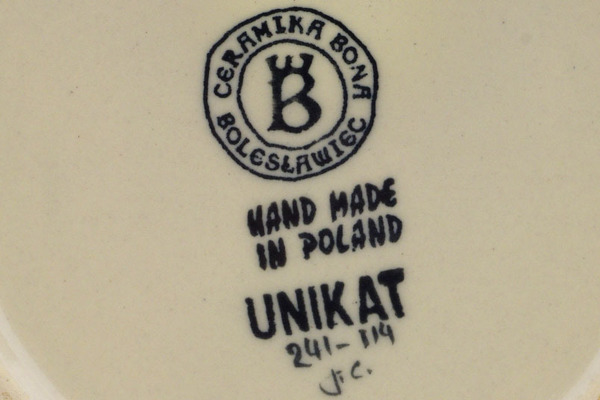 CERAMIKA BONA
B
BOLESŁAWIEC
HAND MADE
IN POLAND
UNIKAT
241-114
j.c.